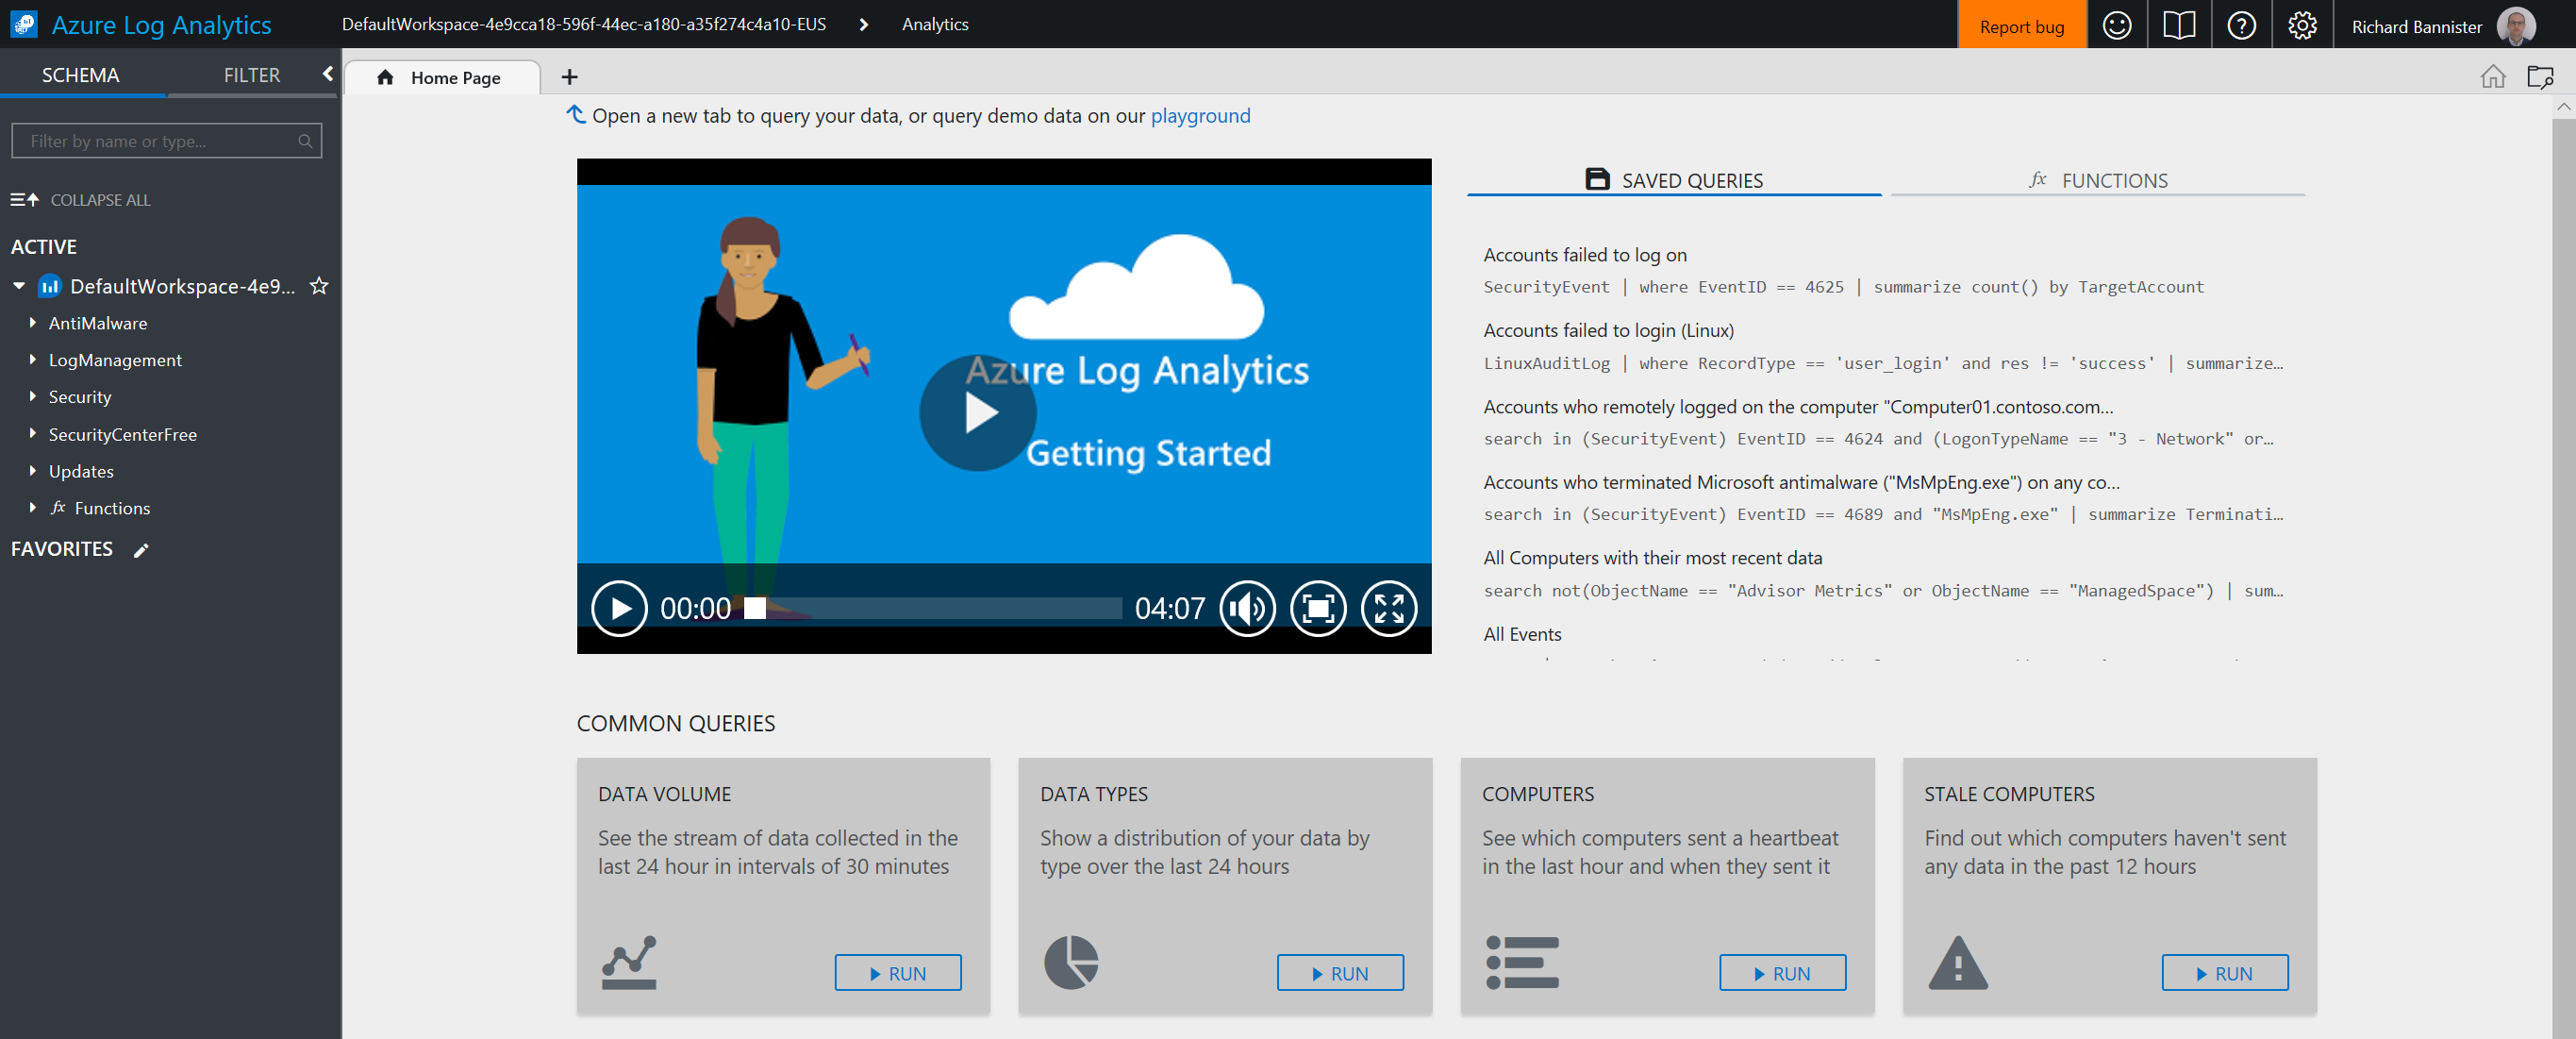 Azure Log Analytics
DefaultWorkspace-4e9cca18-596f-44ec-a180-a35f274c4a10-EUS
Analytics
Report bug
Richard Bannister
SCHEMA
FILTER
Home Page
Filter by name or type...
COLLAPSE ALL
ACTIVE
DefaultWorkspace-4e9...
AntiMalware
LogManagement
Security
SecurityCenterFree
Updates
fx Functions
FAVORITES
Open a new tab to query your data, or query demo data on our playground
Azure Log Analytics
Getting Started
00:00
04:07
SAVED QUERIES
fx FUNCTIONS
Accounts failed to log on
SecurityEvent | where EventID == 4625 | summarize count() by TargetAccount
Accounts failed to login (Linux)
LinuxAuditLog | where RecordType == 'user_login' and res != 'success' | summarize...
Accounts who remotely logged on the computer "Computer01.contoso.com...
search in (SecurityEvent) EventID == 4624 and (LogonTypeName == "3 - Network" or...
Accounts who terminated Microsoft antimalware ("MsMpEng.exe") on any co...
search in (SecurityEvent) EventID == 4689 and "MsMpEng.exe" | summarize Terminati...
All Computers with their most recent data
search not(ObjectName == "Advisor Metrics" or ObjectName == "ManagedSpace") | sum...
All Events
COMMON QUERIES
DATA VOLUME
See the stream of data collected in the
last 24 hour in intervals of 30 minutes
RUN
DATA TYPES
Show a distribution of your data by
type over the last 24 hours
RUN
COMPUTERS
See which computers sent a heartbeat
in the last hour and when they sent it
RUN
STALE COMPUTERS
Find out which computers haven't sent
any data in the past 12 hours
RUN